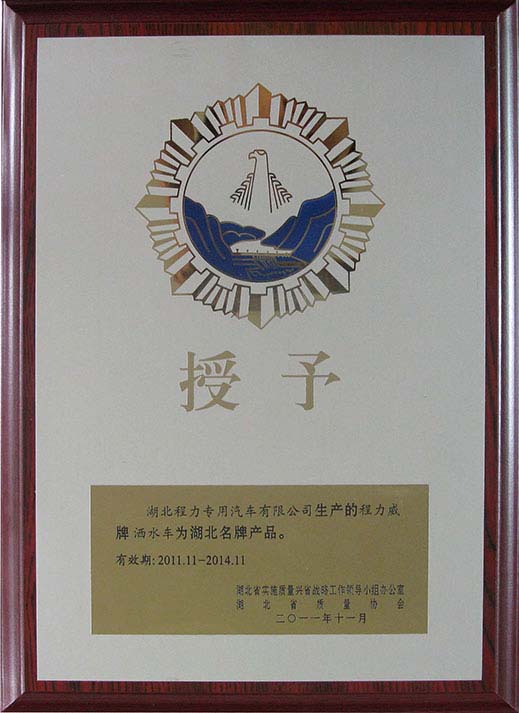 授予
湖北程力专用汽车有限公司生产的程力威
牌洒水车为湖北名牌产品。
有效期:2011.11-2014.11
湖北省实施质量兴省战略工作领导小组办公室
湖北省质量协会
二〇一一年十一月